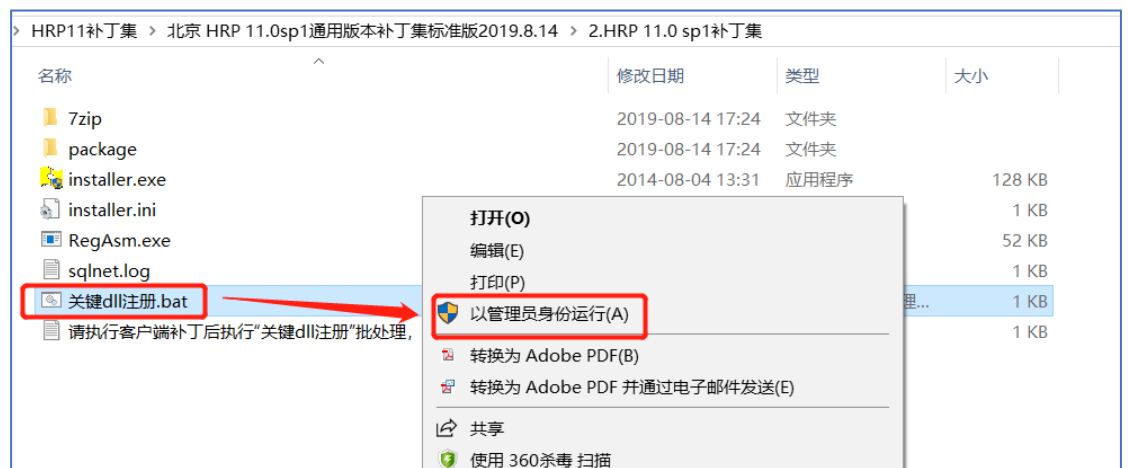 HRP11补丁集 > 北京 HRP 11.0sp1通用版本补丁集标准版2019.8.14 > 2.HRP 11.0 sp1补丁集
名称 修改日期 类型 大小
7zip 2019-08-14 17:24 文件夹
package 2019-08-14 17:24 文件夹
installer.exe 2014-08-04 13:31 应用程序 128 KB
installer.ini 1 KB
RegAsm.exe 52 KB
sqlnet.log 1 KB
关键dll注册.bat 理... 1 KB
请执行客户端补丁后执行“关键dll注册”批处理, 1 KB
打开(O)
编辑(E)
打印(P)
以管理员身份运行(A)
转换为 Adobe PDF(B)
转换为 Adobe PDF 并通过电子邮件发送(E)
共享
使用 360杀毒 扫描